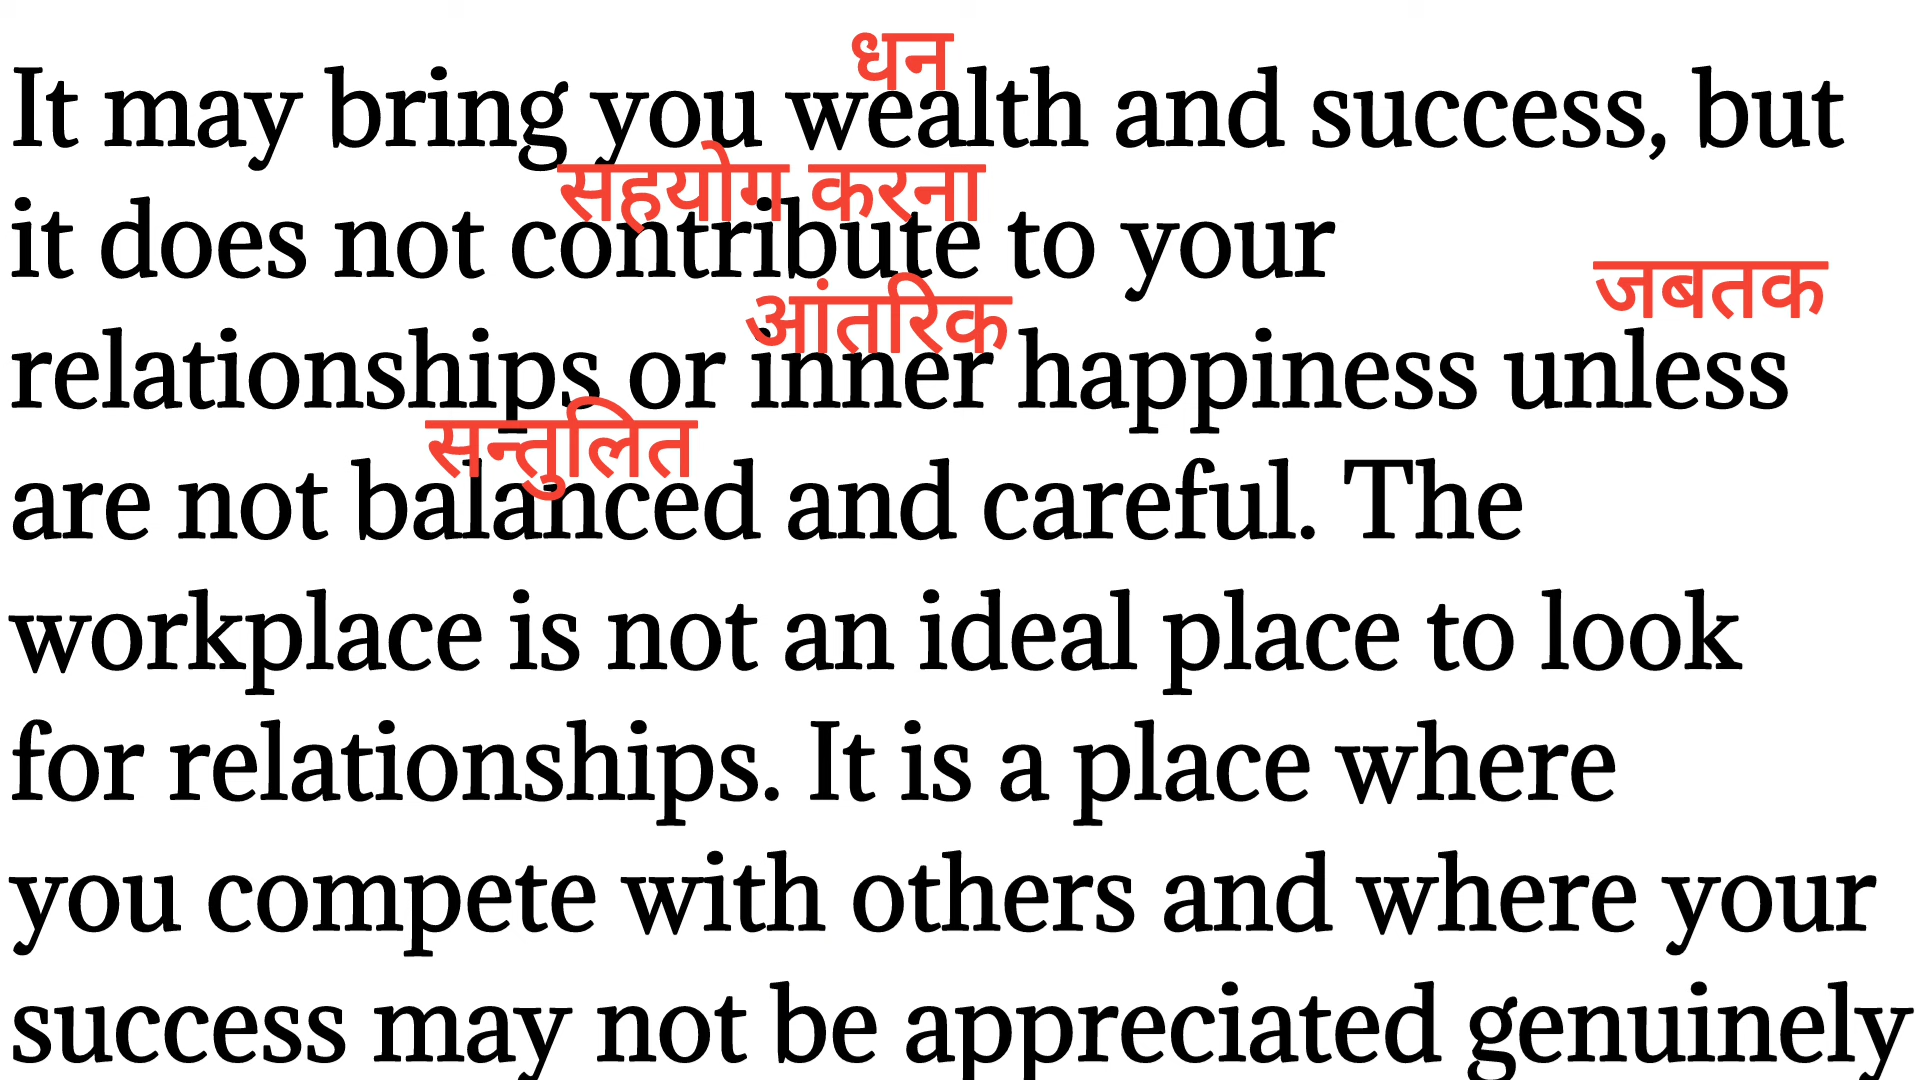 धन
It may bring you wealth and success, but
सहयोग करना
it does not contribute to your
आंतरिक जबतक
relationships or inner happiness unless
सन्तुलित
are not balanced and careful. The
workplace is not an ideal place to look
for relationships. It is a place where
you compete with others and where your
success may not be appreciated genuinely